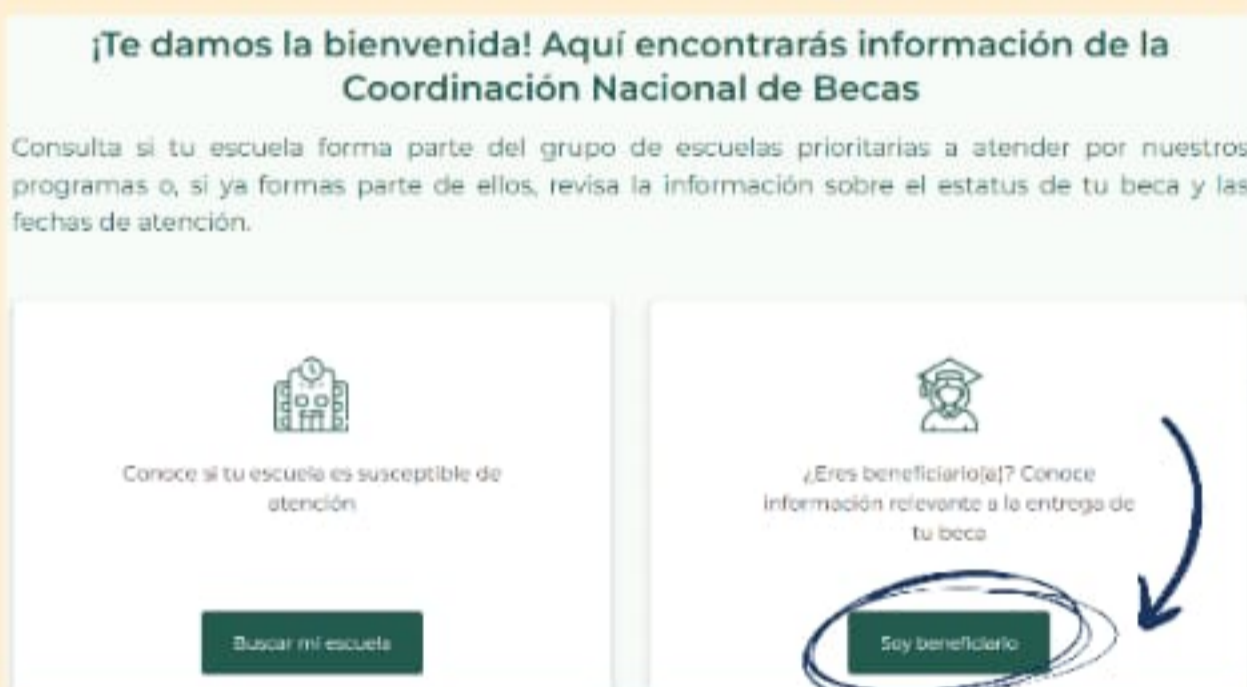 ¡Te damos la bienvenida! Aquí encontrarás información de la
Coordinación Nacional de Becas
Consulta si tu escuela forma parte del grupo de escuelas prioritarias a atender por nuestros
programas o, si ya formas parte de ellos, revisa la información sobre el estatus de tu beca y las
fechas de atención.
Conoce si tu escuela es susceptible de
atención
Buscar mi escuela
¿Eres beneficiario(a)? Conoce
información relevante a la entrega de
tu beca
Soy beneficiario